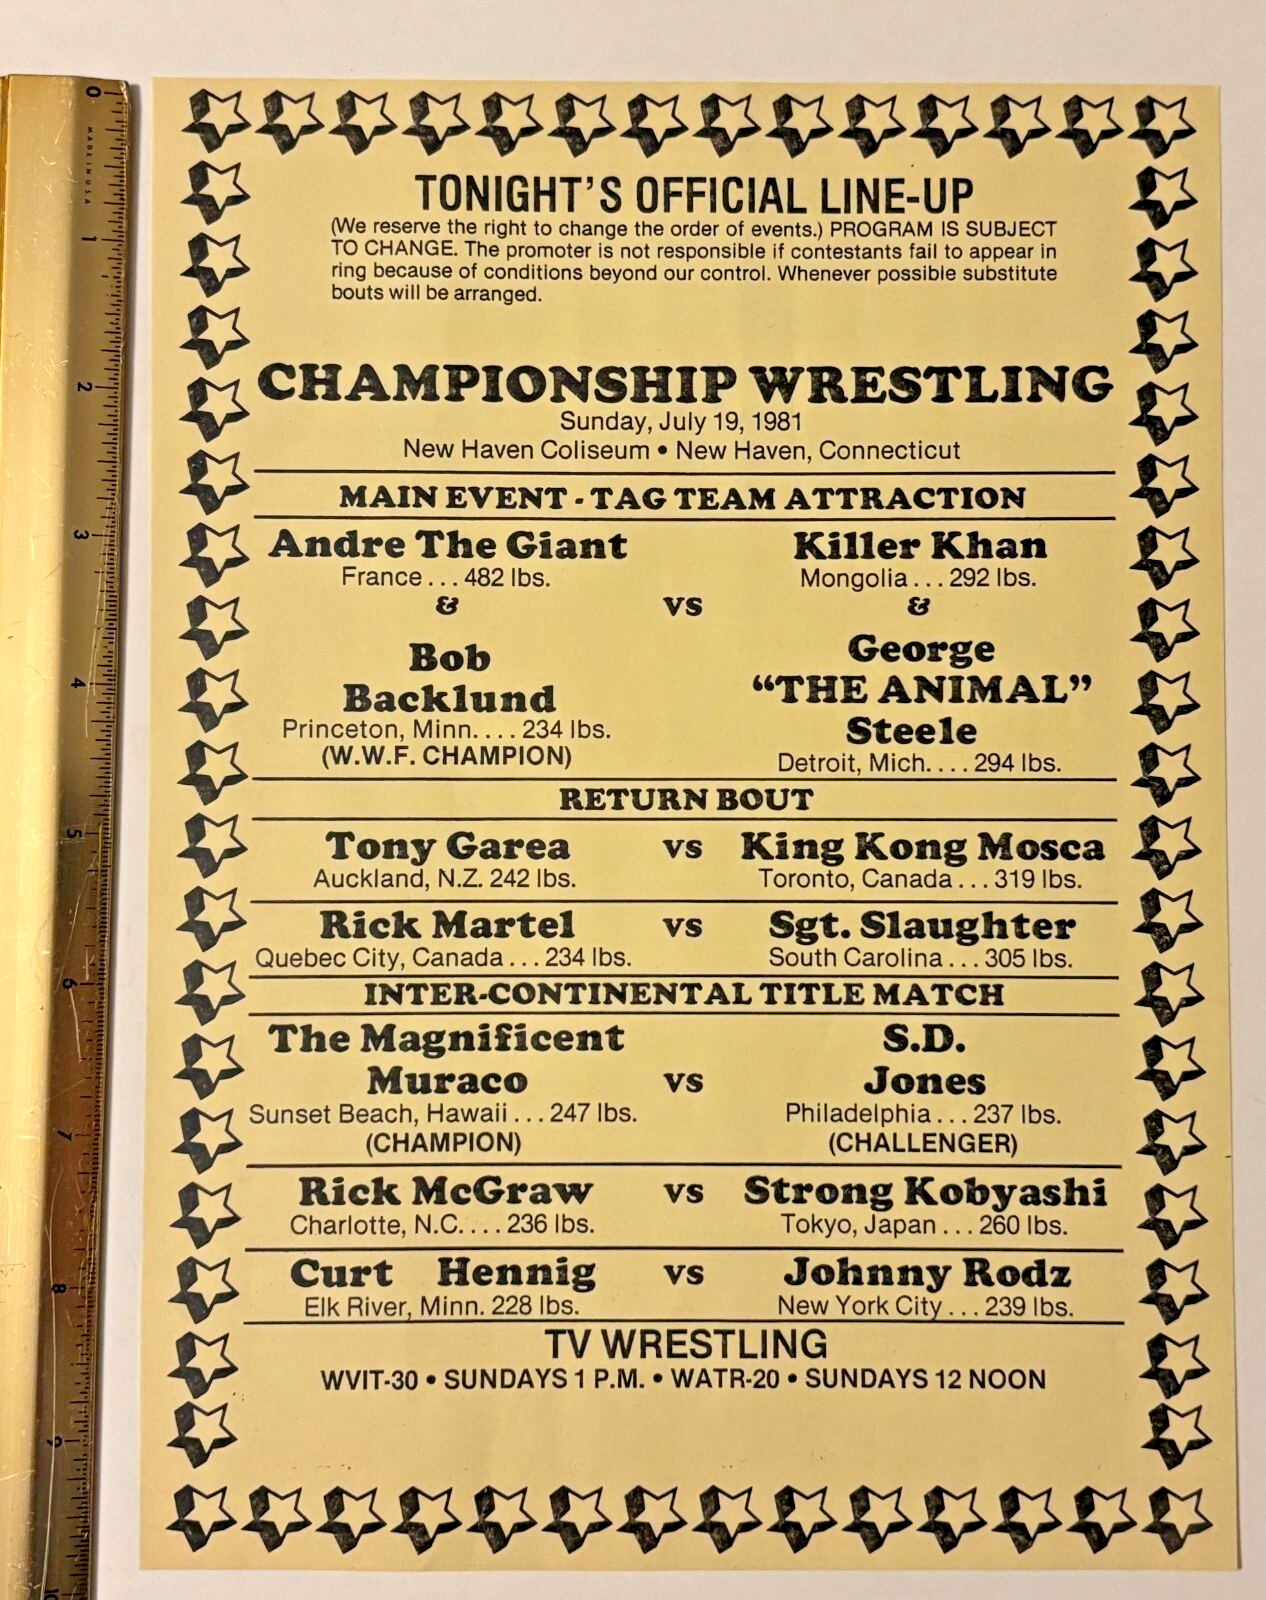 TONIGHT'S OFFICIAL LINE-UP
(We reserve the right to change the order of events.) PROGRAM IS SUBJECT
TO CHANGE. The promoter is not responsible if contestants fail to appear in
ring because of conditions beyond our control. Whenever possible substitute
bouts will be arranged.
CHAMPIONSHIP WRESTLING
Sunday, July 19, 1981
New Haven Coliseum • New Haven, Connecticut
MAIN EVENT - TAG TEAM ATTRACTION
Andre The Giant
France . . . 482 lbs.
&
Bob
Backlund
Princeton, Minn. . . . 234 lbs.
(W.W.F. CHAMPION)
vs
Killer Khan
Mongolia . . . 292 lbs.
&
George
“THE ANIMAL”
Steele
Detroit, Mich. . . . 294 lbs.
RETURN BOUT
Tony Garea vs King Kong Mosca
Auckland, N.Z. 242 lbs. Toronto, Canada . . . 319 lbs.
Rick Martel vs Sgt. Slaughter
Quebec City, Canada . . . 234 lbs. South Carolina . . . 305 lbs.
INTER-CONTINENTAL TITLE MATCH
The Magnificent
Muraco
Sunset Beach, Hawaii . . . 247 lbs.
(CHAMPION)
vs
S.D.
Jones
Philadelphia . . . 237 lbs.
(CHALLENGER)
Rick McGraw vs Strong Kobyashi
Charlotte, N.C. . . . 236 lbs. Tokyo, Japan . . . 260 lbs.
Curt Hennig vs Johnny Rodz
Elk River, Minn. 228 lbs. New York City . . . 239 lbs.
TV WRESTLING
WVIT-30 • SUNDAYS 1 P.M. • WATR-20 • SUNDAYS 12 NOON
0
MADE IN U.S.A.
1
2
3
4
5
6
7
8
9
10